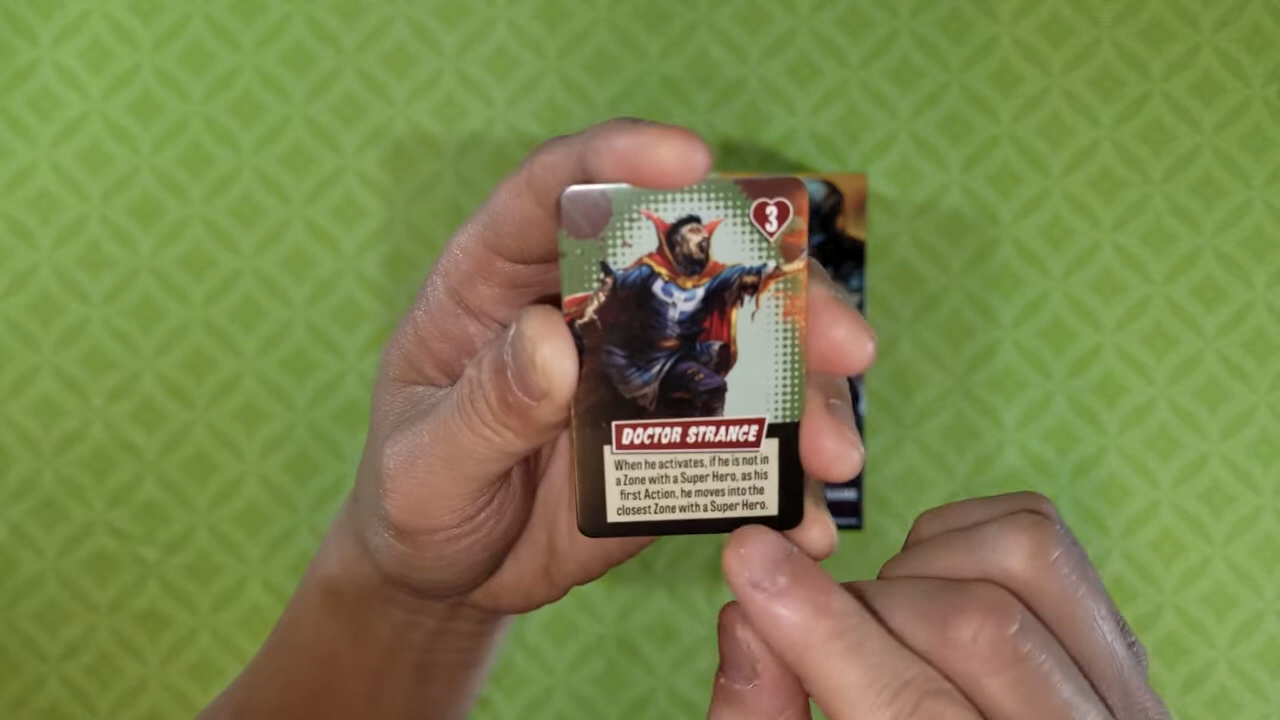 3
DOCTOR STRANGE
When he activates, if he is not in
a Zone with a Super Hero, as his
first Action, he moves into the
closest Zone with a Super Hero.